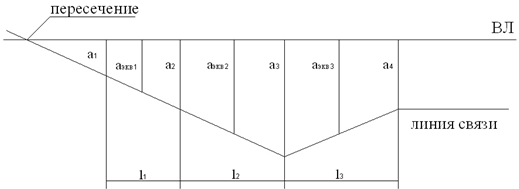 пересечение
ВЛ
a₁ aэкв1 a₂ aэкв2 a₃ aэкв3 a₄
линия связи
l₁ l₂ l₃